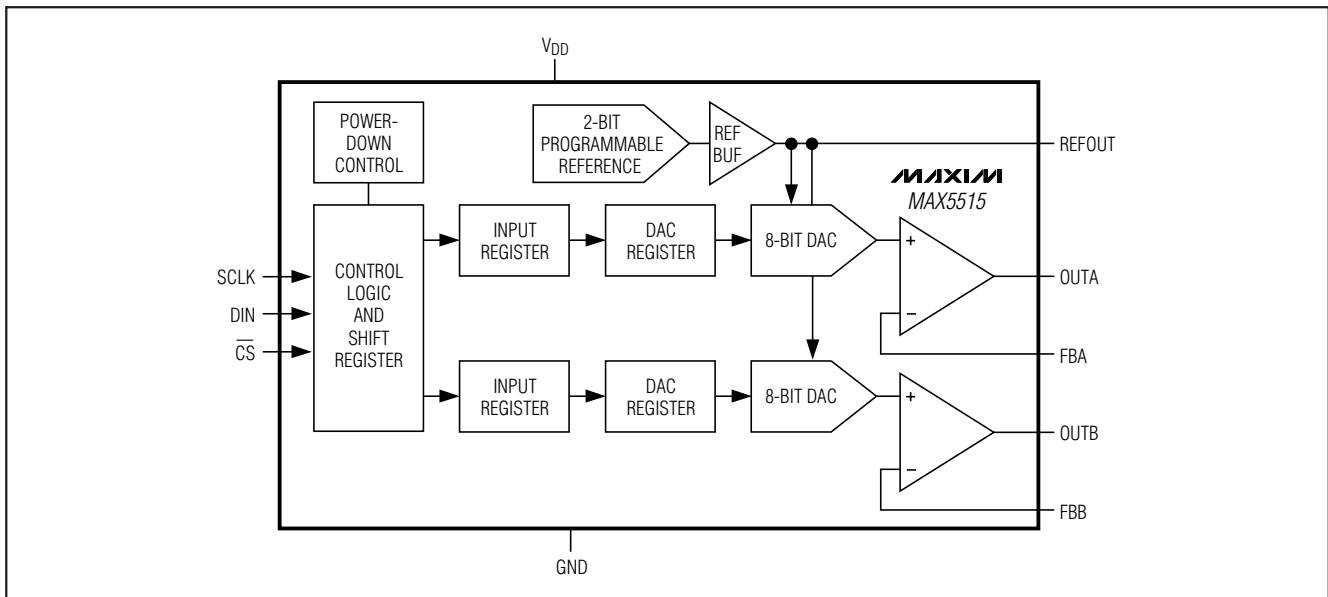 VDD
POWER-
DOWN
CONTROL
2-BIT
PROGRAMMABLE
REFERENCE
REF
BUF
REFOUT
MAXIM
MAX5515
SCLK
DIN
CS
CONTROL
LOGIC
AND
SHIFT
REGISTER
INPUT
REGISTER
DAC
REGISTER
8-BIT DAC
+
−
OUTA
FBA
INPUT
REGISTER
DAC
REGISTER
8-BIT DAC
+
−
OUTB
FBB
GND